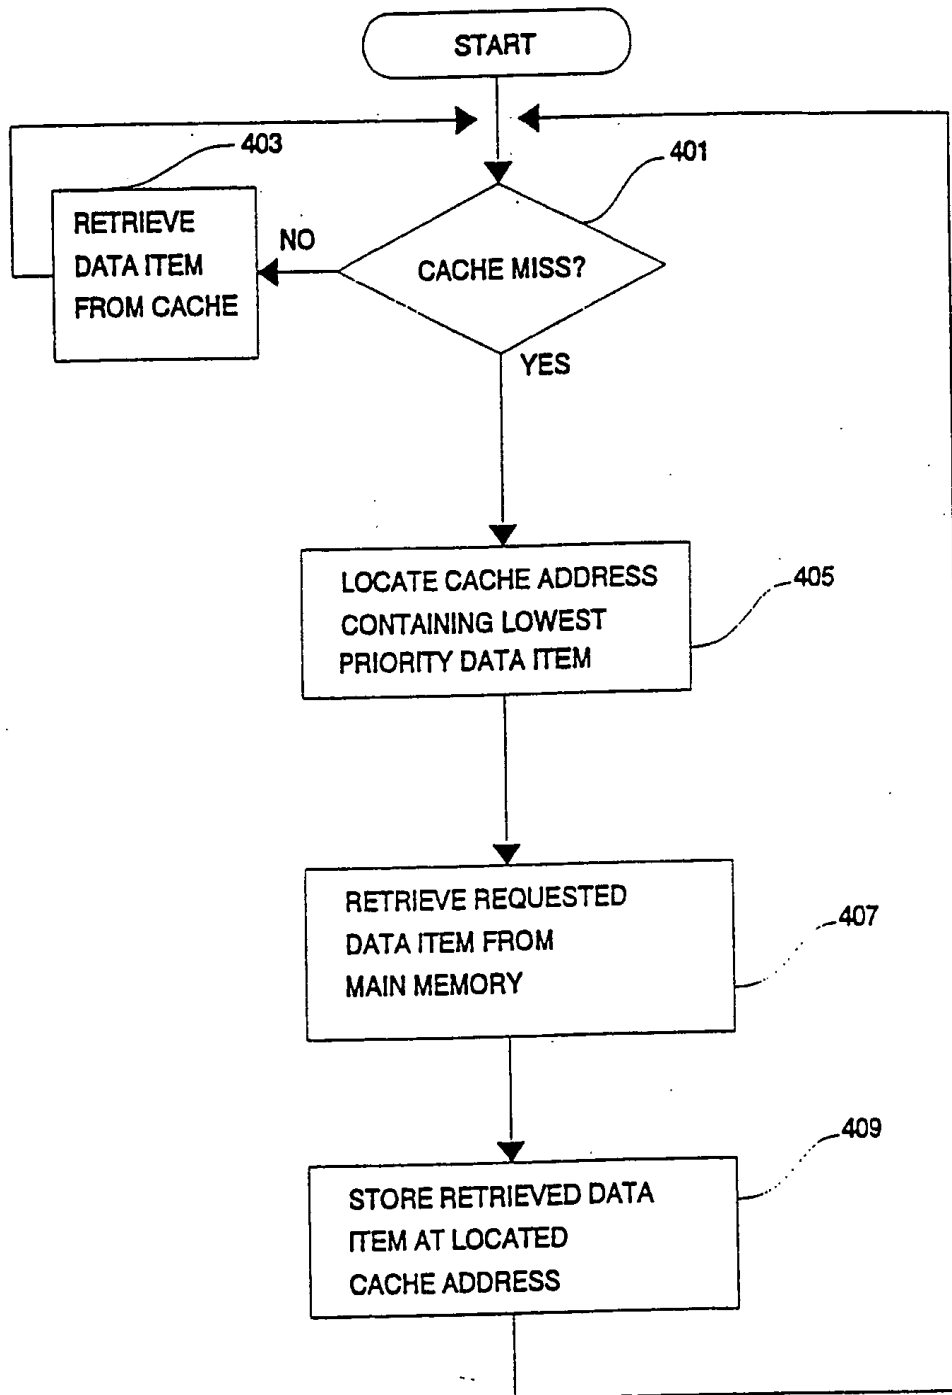 START
403
401
RETRIEVE
DATA ITEM
FROM CACHE
NO
CACHE MISS?
YES
LOCATE CACHE ADDRESS
CONTAINING LOWEST
PRIORITY DATA ITEM
405
RETRIEVE REQUESTED
DATA ITEM FROM
MAIN MEMORY
407
STORE RETRIEVED DATA
ITEM AT LOCATED
CACHE ADDRESS
409